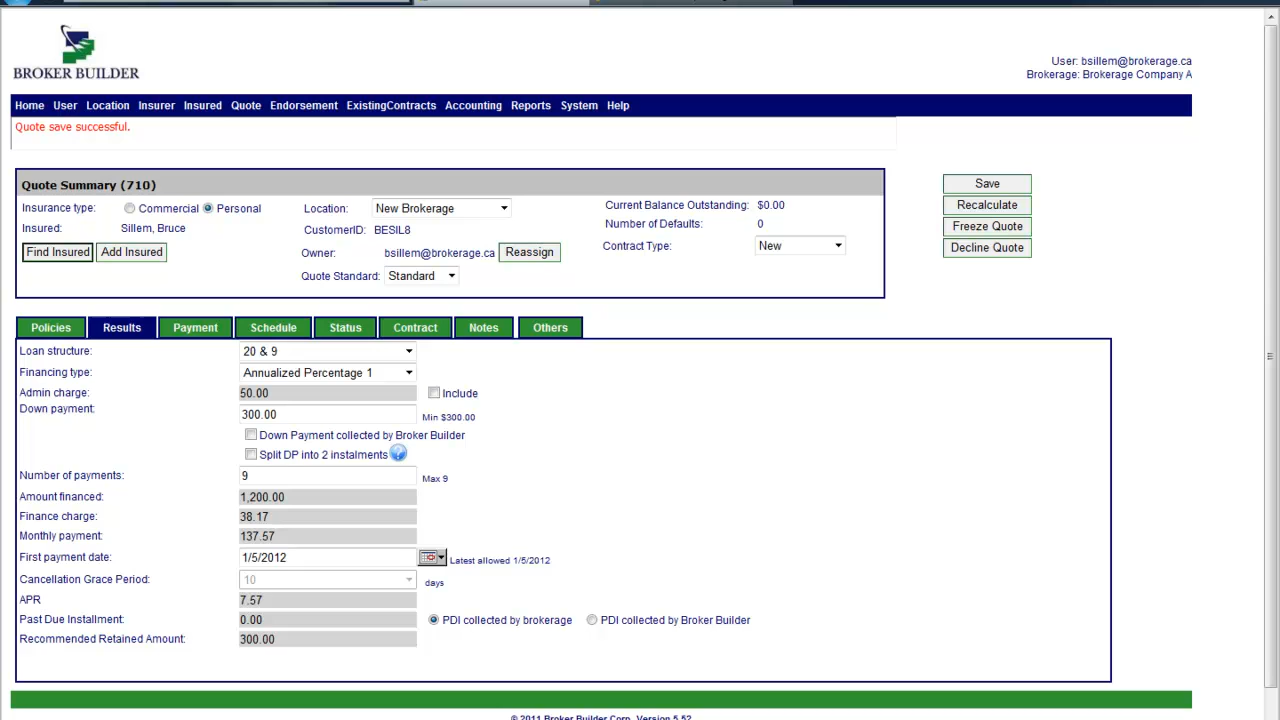 BROKER BUILDER
User: bsillem@brokerage.ca
Brokerage: Brokerage Company A
Home User Location Insurer Insured Quote Endorsement ExistingContracts Accounting Reports System Help
Quote save successful.
Quote Summary (710)
Insurance type: Commercial Personal Location: New Brokerage Current Balance Outstanding: $0.00
Insured: Sillem, Bruce CustomerID: BESIL8 Number of Defaults: 0
Find Insured Add Insured Owner: bsillem@brokerage.ca Reassign Contract Type: New
Quote Standard: Standard
Save
Recalculate
Freeze Quote
Decline Quote
Policies Results Payment Schedule Status Contract Notes Others
Loan structure: 20 & 9
Financing type: Annualized Percentage 1
Admin charge: 50.00 Include
Down payment: 300.00 Min $300.00
Down Payment collected by Broker Builder
Split DP into 2 instalments ?
Number of payments: 9 Max 9
Amount financed: 1,200.00
Finance charge: 38.17
Monthly payment: 137.57
First payment date: 1/5/2012 Latest allowed 1/5/2012
Cancellation Grace Period: 10 days
APR 7.57
Past Due Installment: 0.00 PDI collected by brokerage PDI collected by Broker Builder
Recommended Retained Amount: 300.00
© 2011 Broker Builder Corp. Version 5.52